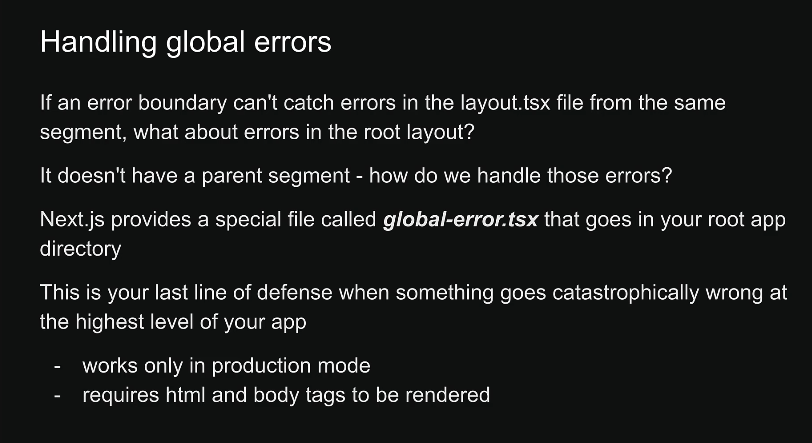 Handling global errors
If an error boundary can't catch errors in the layout.tsx file from the same
segment, what about errors in the root layout?
It doesn't have a parent segment - how do we handle those errors?
Next.js provides a special file called global-error.tsx that goes in your root app
directory
This is your last line of defense when something goes catastrophically wrong at
the highest level of your app
- works only in production mode
- requires html and body tags to be rendered